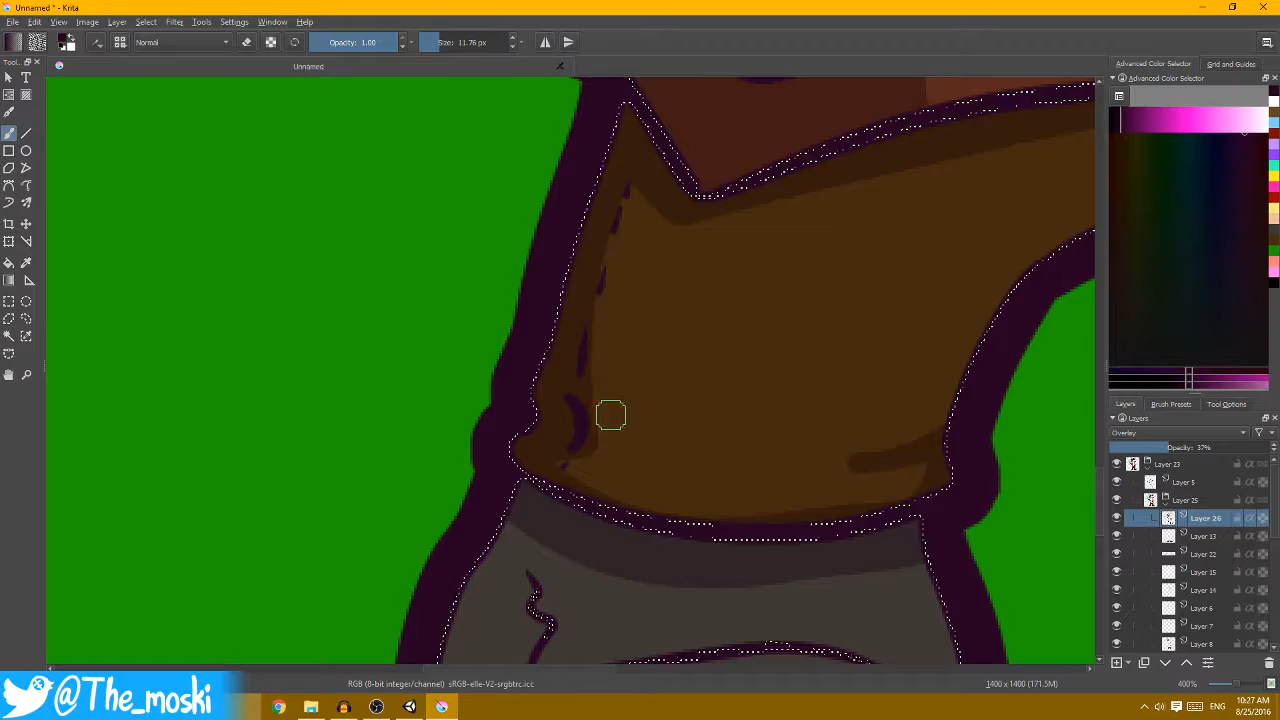 Unnamed * - Krita
File Edit View Image Layer Select Filter Tools Settings Window Help
Normal Opacity: 1.00 Size: 11.76 px
Tool... Unnamed Advanced Color Selector Grid and Guides
Advanced Color Selector
Layers Brush Presets Tool Options
Layers
Overlay
Opacity: 37%
Layer 23
Layer 5
Layer 25
Layer 26
Layer 13
Layer 22
Layer 15
Layer 14
Layer 6
Layer 7
Layer 8
RGB (8-bit integer/channel) sRGB-elle-V2-srgbtrc.icc 1400 x 1400 (171.5M) 400%
@The_moski
ENG 10:27 AM
8/25/2016